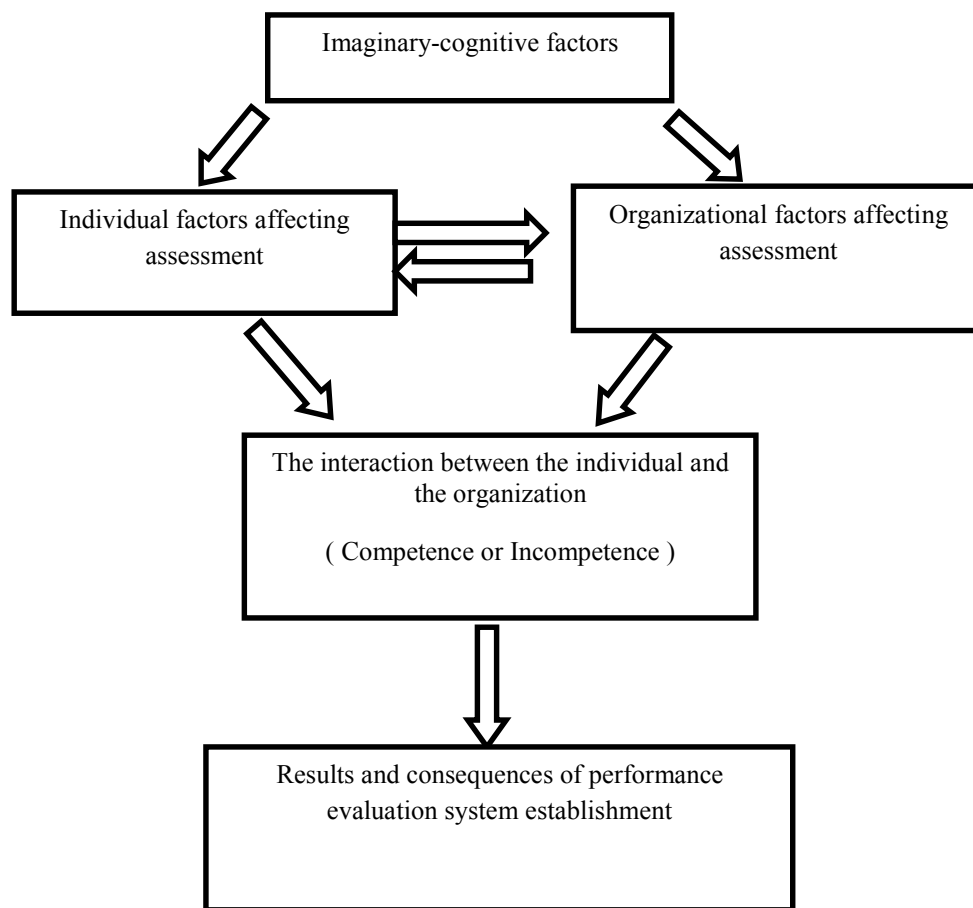 Imaginary-cognitive factors
Individual factors affecting
assessment
Organizational factors affecting
assessment
The interaction between the individual and
the organization
( Competence or Incompetence )
Results and consequences of performance
evaluation system establishment